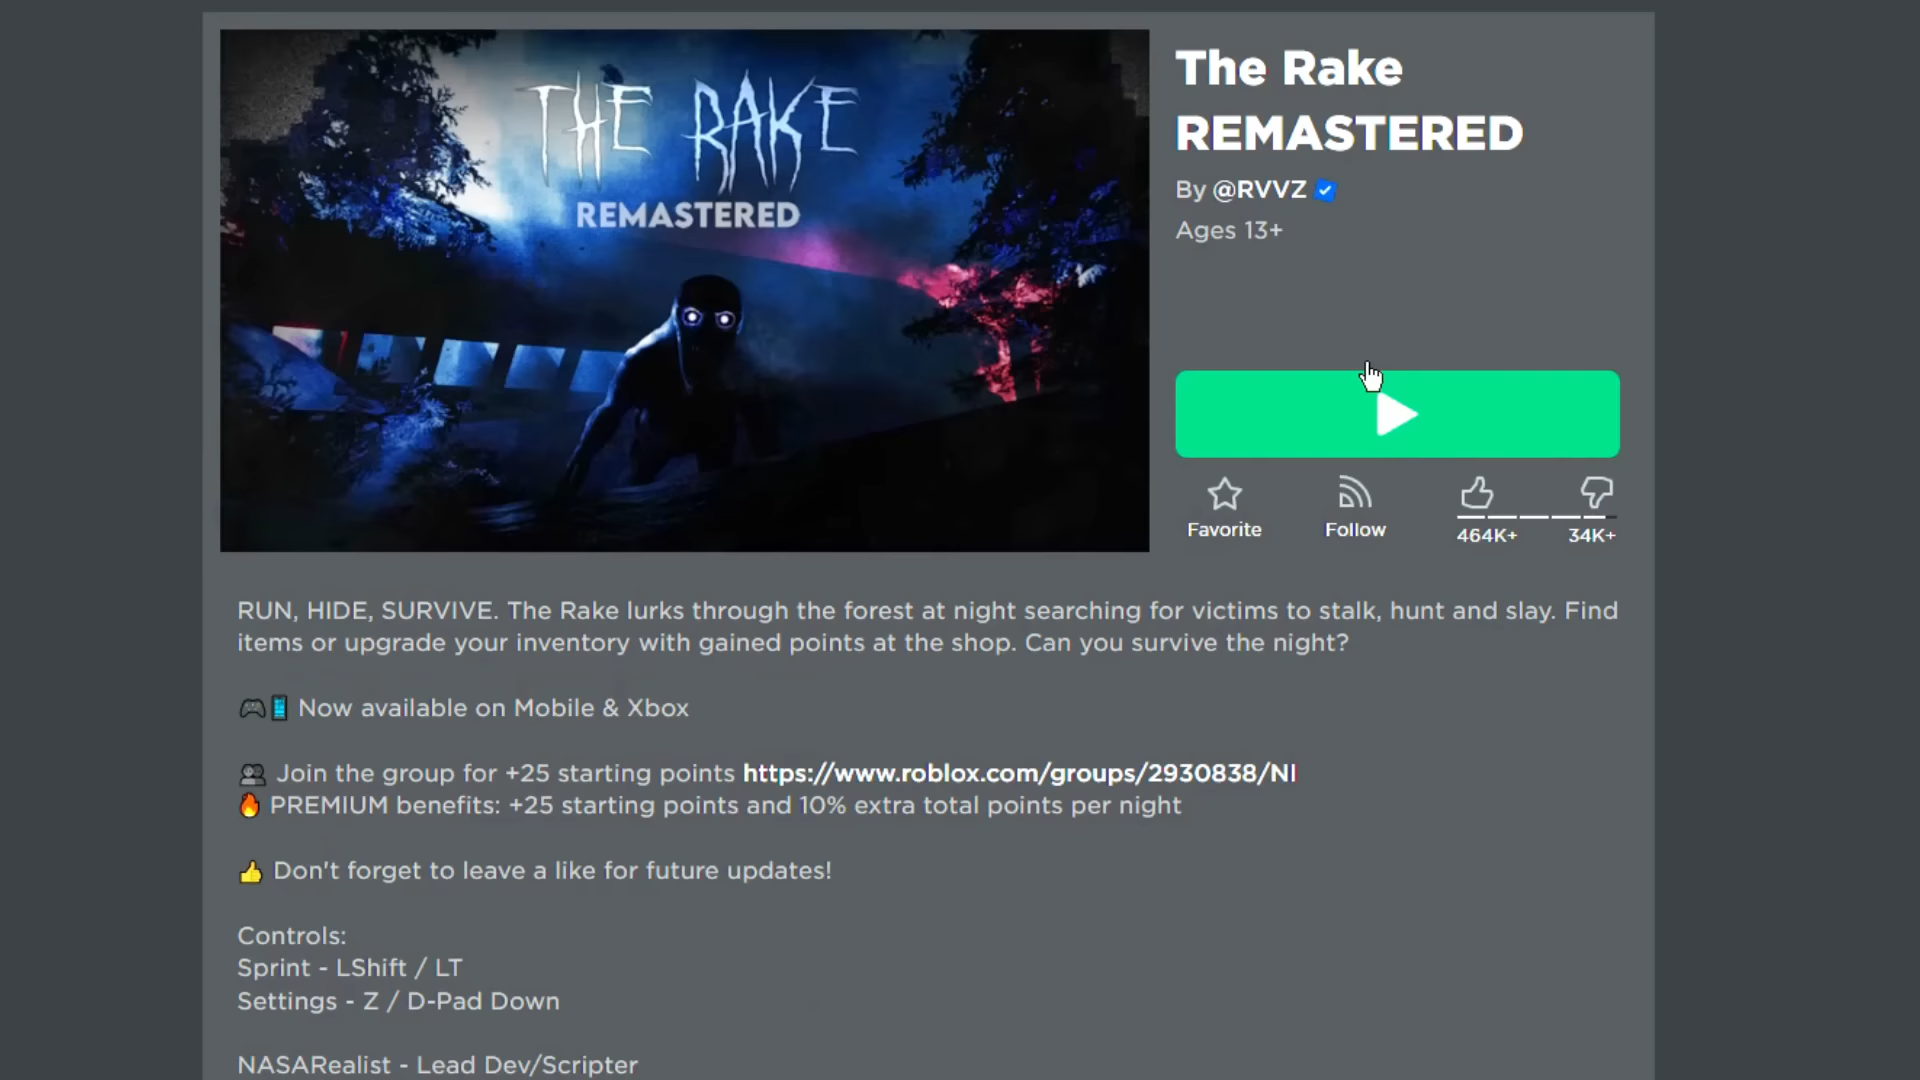 THE RAKE
REMASTERED
The Rake
REMASTERED
By @RVVZ
Ages 13+
Favorite
Follow
464K+
34K+
RUN, HIDE, SURVIVE. The Rake lurks through the forest at night searching for victims to stalk, hunt and slay. Find
items or upgrade your inventory with gained points at the shop. Can you survive the night?
🎮📱 Now available on Mobile & Xbox
👥 Join the group for +25 starting points https://www.roblox.com/groups/2930838/NI
🔥 PREMIUM benefits: +25 starting points and 10% extra total points per night
👍 Don't forget to leave a like for future updates!
Controls:
Sprint - LShift / LT
Settings - Z / D-Pad Down
NASARealist - Lead Dev/Scripter